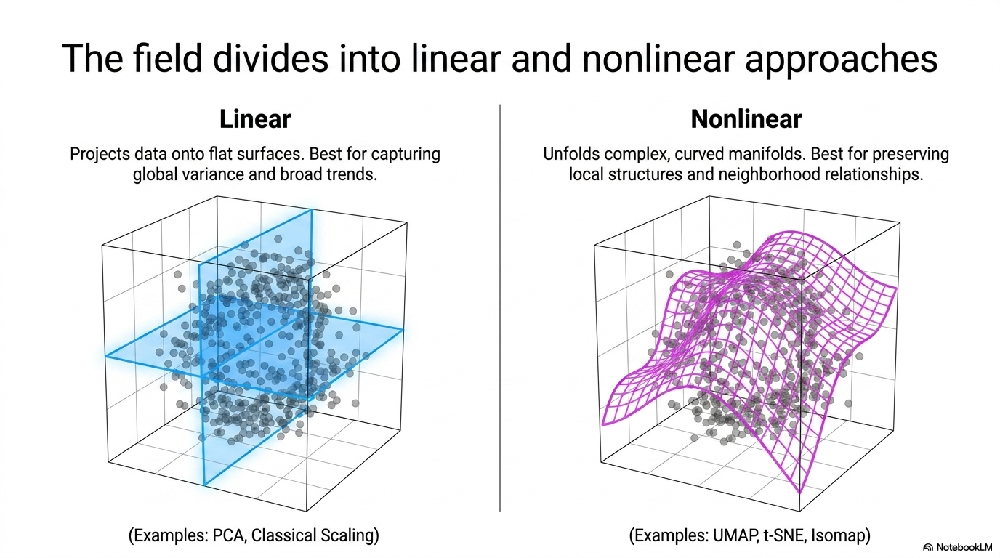 The field divides into linear and nonlinear approaches
Linear
Projects data onto flat surfaces. Best for capturing
global variance and broad trends.
(Examples: PCA, Classical Scaling)
Nonlinear
Unfolds complex, curved manifolds. Best for preserving
local structures and neighborhood relationships.
(Examples: UMAP, t-SNE, Isomap)
NotebookLM